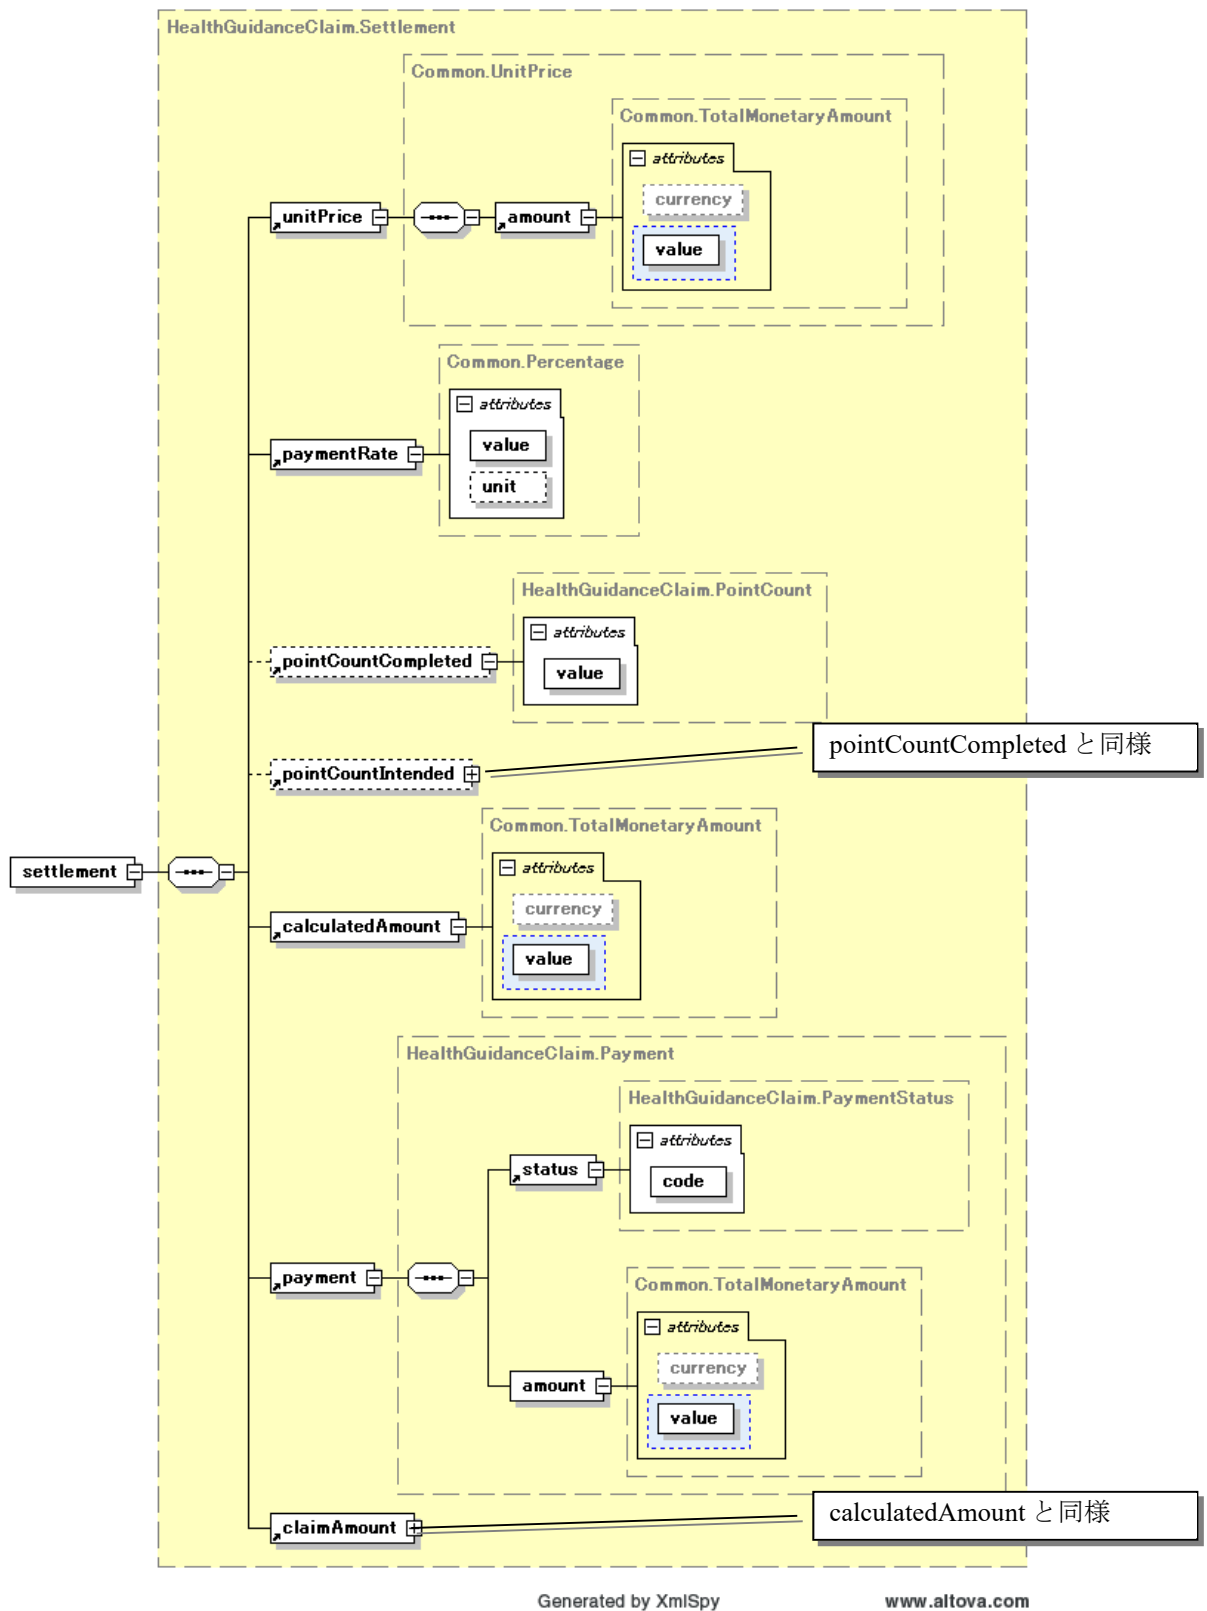 HealthGuidanceClaim.Settlement
Common.UnitPrice
Common.TotalMonetaryAmount
attributes
currency
unitPrice
amount
value
Common.Percentage
attributes
value
paymentRate
unit
HealthGuidanceClaim.PointCount
attributes
pointCountCompleted
value
pointCountCompleted と同様
pointCountIntended
Common.TotalMonetaryAmount
settlement
attributes
currency
calculatedAmount
value
HealthGuidanceClaim.Payment
HealthGuidanceClaim.PaymentStatus
attributes
status
code
payment
Common.TotalMonetaryAmount
attributes
currency
amount
value
calculatedAmount と同様
claimAmount
Generated by XmlSpy
www.altova.com